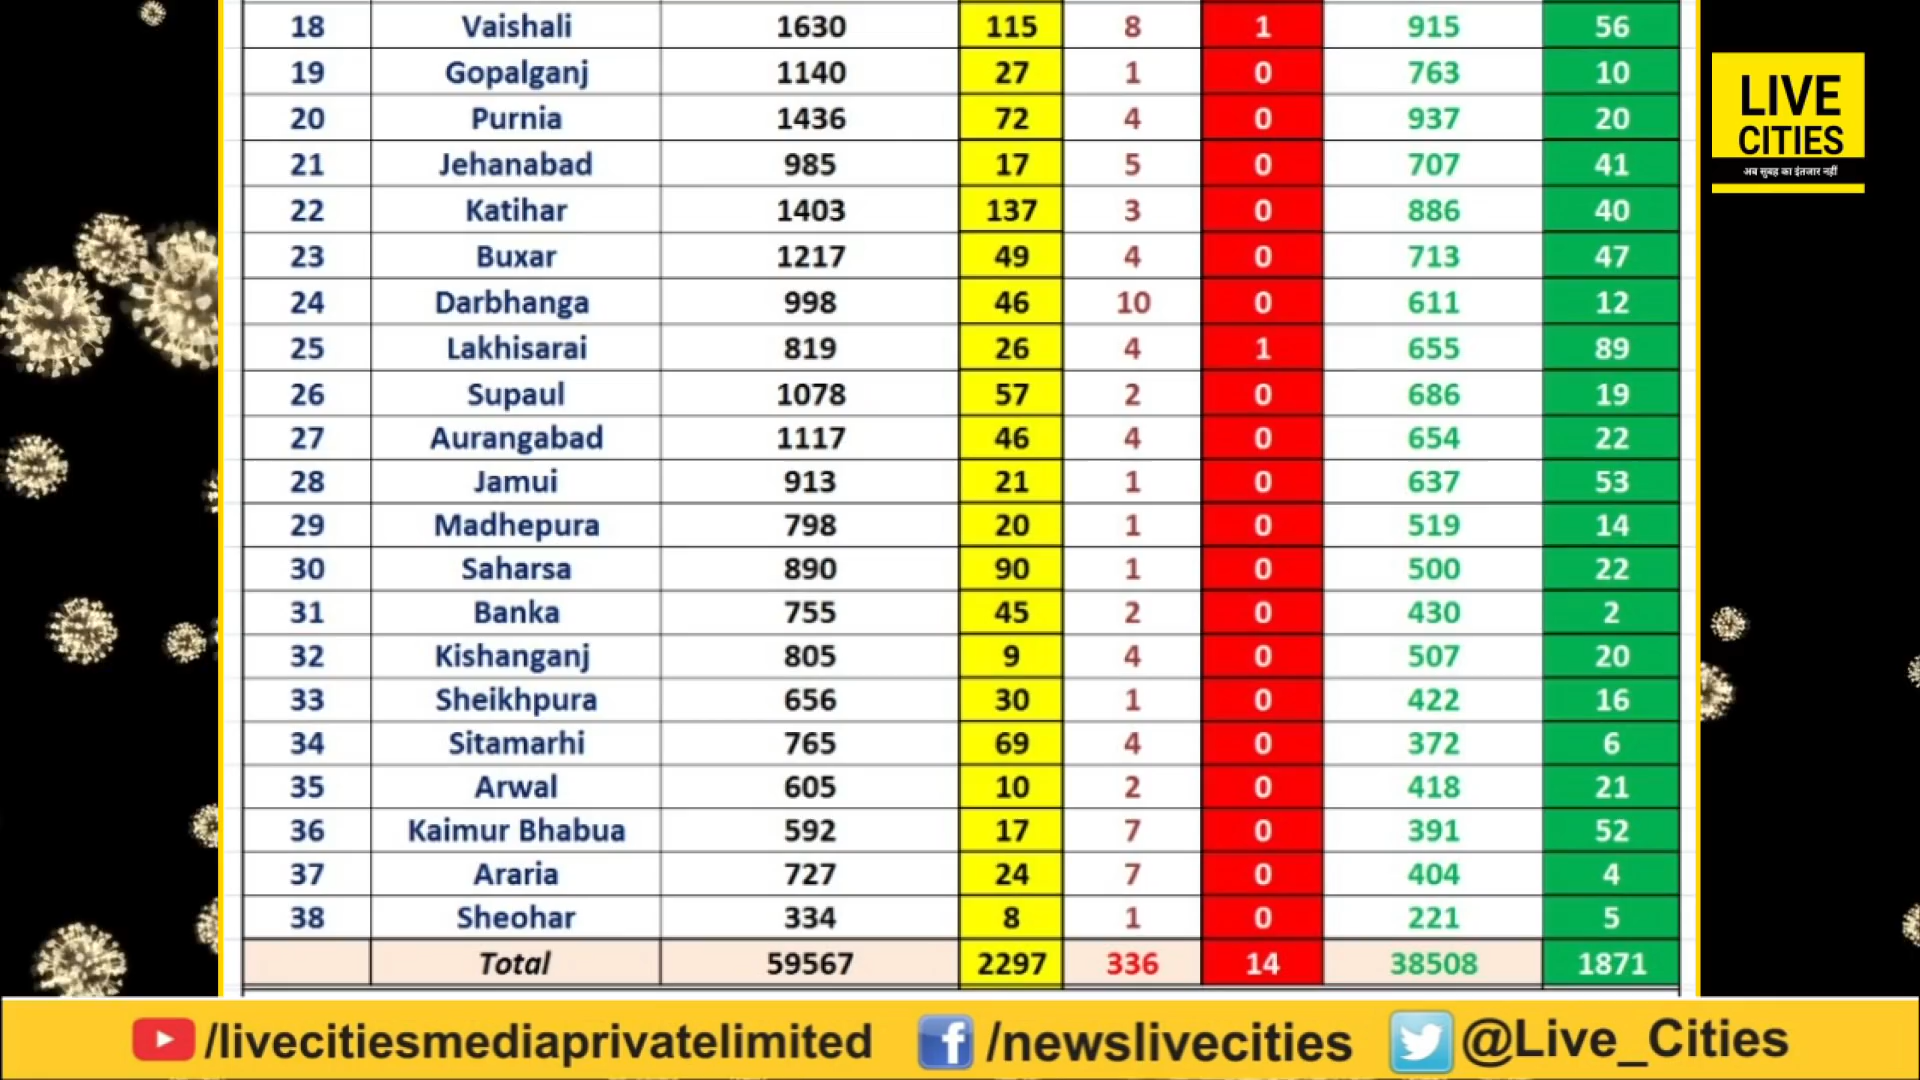 18 Vaishali 1630 115 8 1 915 56
19 Gopalganj 1140 27 1 0 763 10
20 Purnia 1436 72 4 0 937 20
21 Jehanabad 985 17 5 0 707 41
22 Katihar 1403 137 3 0 886 40
23 Buxar 1217 49 4 0 713 47
24 Darbhanga 998 46 10 0 611 12
25 Lakhisarai 819 26 4 1 655 89
26 Supaul 1078 57 2 0 686 19
27 Aurangabad 1117 46 4 0 654 22
28 Jamui 913 21 1 0 637 53
29 Madhepura 798 20 1 0 519 14
30 Saharsa 890 90 1 0 500 22
31 Banka 755 45 2 0 430 2
32 Kishanganj 805 9 4 0 507 20
33 Sheikhpura 656 30 1 0 422 16
34 Sitamarhi 765 69 4 0 372 6
35 Arwal 605 10 2 0 418 21
36 Kaimur Bhabua 592 17 7 0 391 52
37 Araria 727 24 7 0 404 4
38 Sheohar 334 8 1 0 221 5
Total 59567 2297 336 14 38508 1871
LIVE
CITIES
अब सुबह का इंतजार नहीं
/livecitiesmediaprivatelimited f /newslivecities @Live_Cities